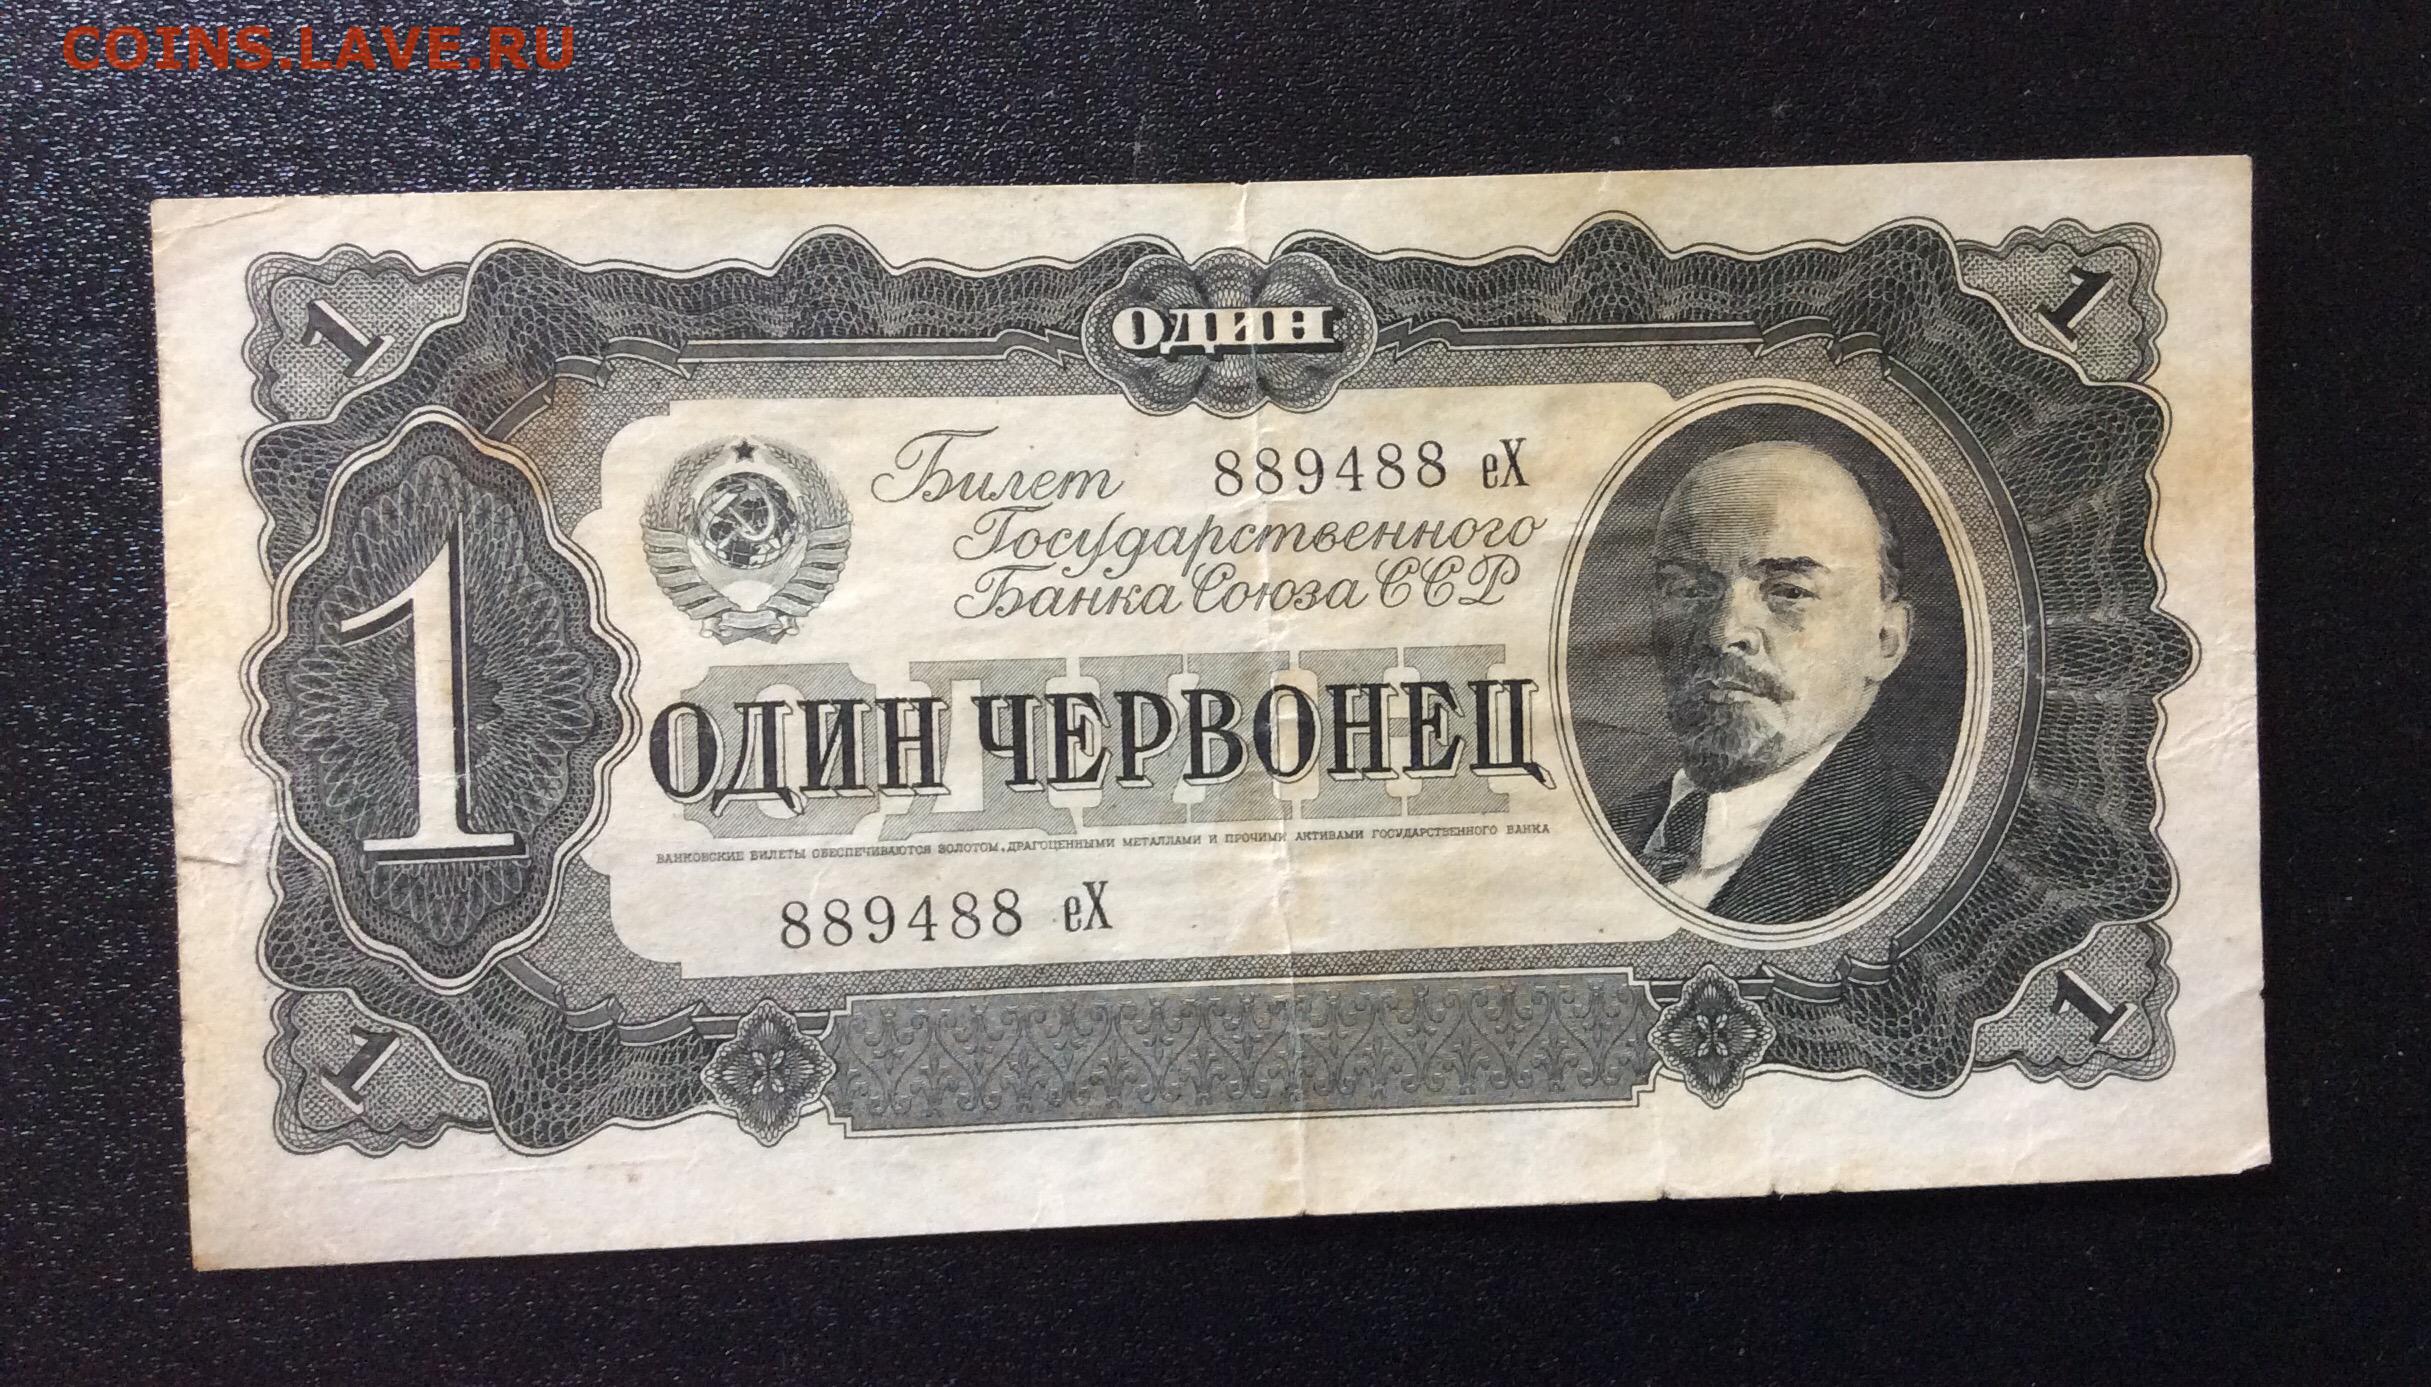 COINS.LAVE.RU
1 1
ОДИН
Билет 889488 еХ
Государственного
Банка Союза ССР
1
ОДИН
ОДИН ЧЕРВОНЕЦ
БАНКОВСКИЕ БИЛЕТЫ ОБЕСПЕЧИВАЮТСЯ ЗОЛОТОМ, ДРАГОЦЕННЫМИ МЕТАЛЛАМИ И ПРОЧИМИ АКТИВАМИ ГОСУДАРСТВЕННОГО БАНКА
889488 еХ
1 1